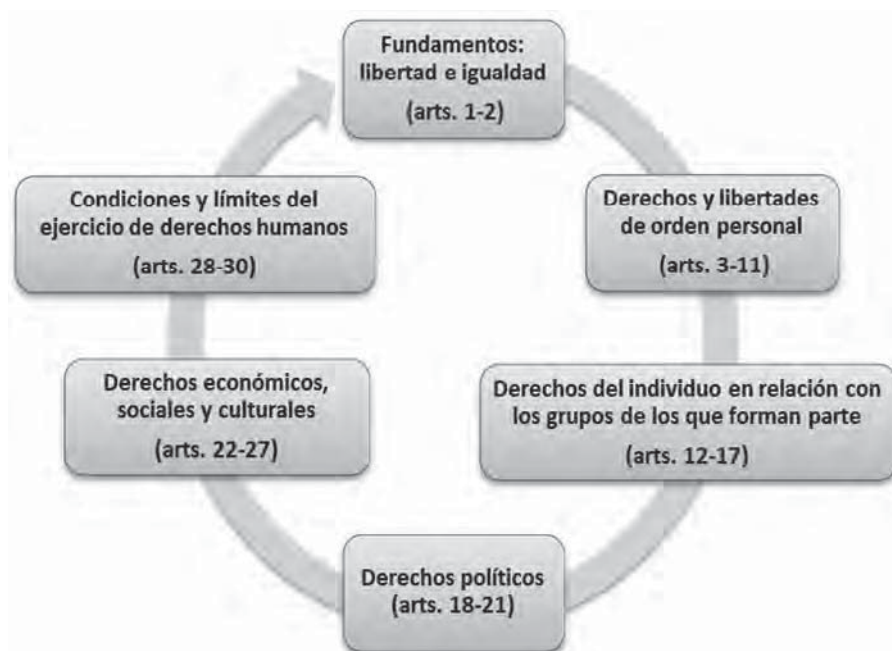 Fundamentos:
libertad e igualdad
(arts. 1-2)
Derechos y libertades
de orden personal
(arts. 3-11)
Derechos del individuo en relación con
los grupos de los que forman parte
(arts. 12-17)
Derechos políticos
(arts. 18-21)
Derechos económicos,
sociales y culturales
(arts. 22-27)
Condiciones y límites del
ejercicio de derechos humanos
(arts. 28-30)